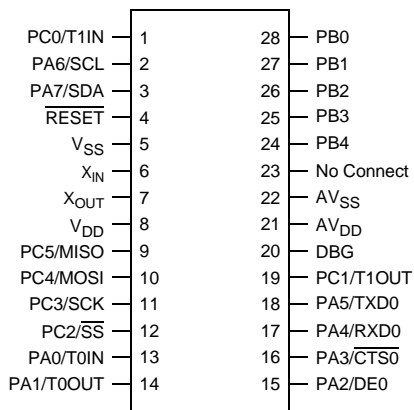 PC0/T1IN 1 28 PB0
PA6/SCL 2 27 PB1
PA7/SDA 3 26 PB2
RESET 4 25 PB3
VSS 5 24 PB4
XIN 6 23 No Connect
XOUT 7 22 AVSS
VDD 8 21 AVDD
PC5/MISO 9 20 DBG
PC4/MOSI 10 19 PC1/T1OUT
PC3/SCK 11 18 PA5/TXD0
PC2/SS 12 17 PA4/RXD0
PA0/T0IN 13 16 PA3/CTS0
PA1/T0OUT 14 15 PA2/DE0